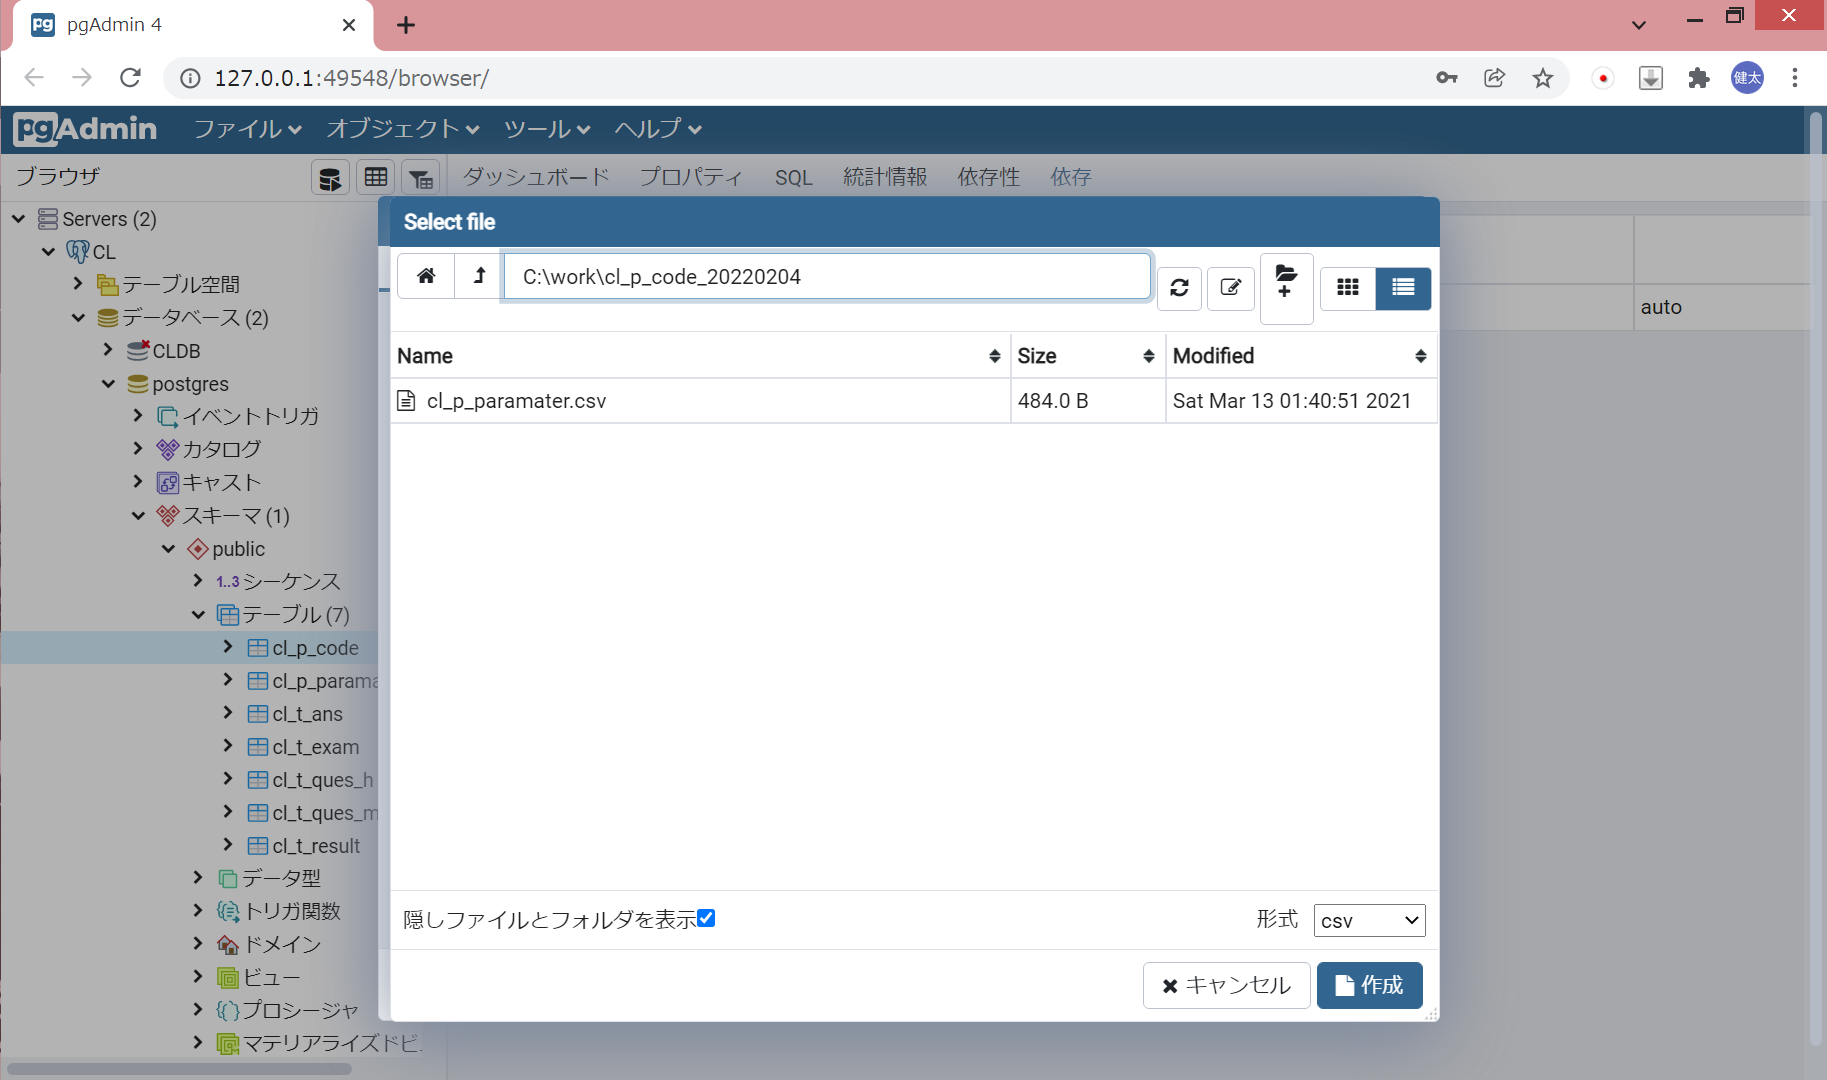 pgAdmin 4
127.0.0.1:49548/browser/
健太
pgAdmin ファイル オブジェクト ツール ヘルプ
ブラウザ
ダッシュボード プロパティ SQL 統計情報 依存性 依存
Servers (2)
CL
テーブル空間
データベース (2)
CLDB
postgres
イベントトリガ
カタログ
キャスト
スキーマ (1)
public
1..3 シーケンス
テーブル (7)
cl_p_code
cl_p_parama
cl_t_ans
cl_t_exam
cl_t_ques_h
cl_t_ques_m
cl_t_result
データ型
トリガ関数
ドメイン
ビュー
プロシージャ
マテリアライズドビ
Select file
C:\work\cl_p_code_20220204
Name Size Modified
cl_p_paramater.csv 484.0 B Sat Mar 13 01:40:51 2021
隠しファイルとフォルダを表示
形式 csv
キャンセル 作成
auto